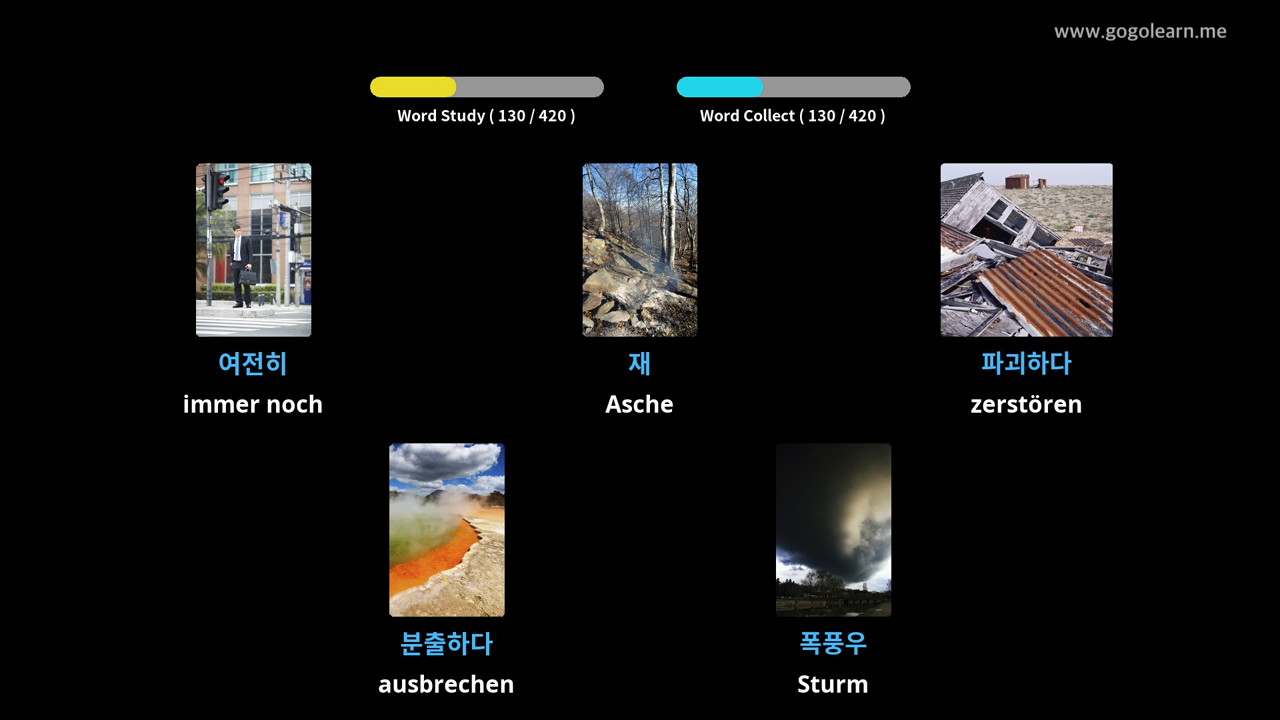 www.gogolearn.me
Word Study ( 130 / 420 )
Word Collect ( 130 / 420 )
여전히
immer noch
재
Asche
파괴하다
zerstören
분출하다
ausbrechen
폭풍우
Sturm